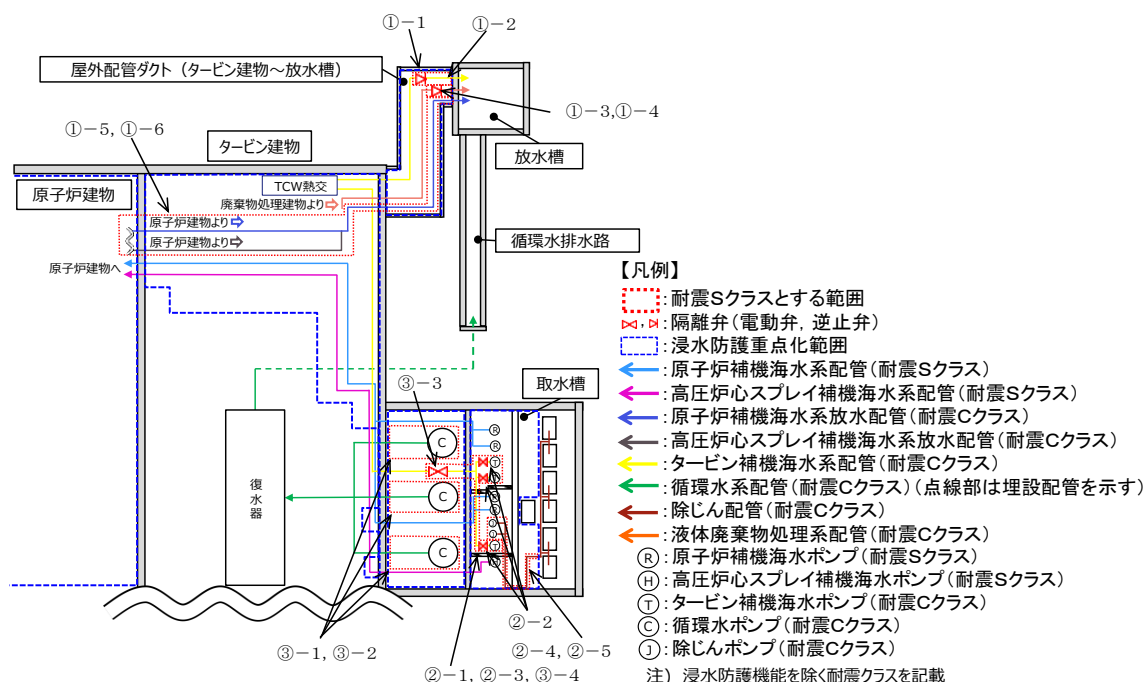 ①-1
①-2
屋外配管ダクト（タービン建物～放水槽）
①-3,①-4
①-5, ①-6
放水槽
タービン建物
原子炉建物
TCW熱交
廃棄物処理建物より
原子炉建物より
原子炉建物より
原子炉建物へ
循環水排水路
【凡例】
:耐震Sクラスとする範囲
,:隔離弁(電動弁, 逆止弁)
:浸水防護重点化範囲
:原子炉補機海水系配管(耐震Sクラス)
:高圧炉心スプレイ補機海水系配管(耐震Sクラス)
:原子炉補機海水系放水配管(耐震Cクラス)
:高圧炉心スプレイ補機海水系放水配管(耐震Cクラス)
:タービン補機海水系配管(耐震Cクラス)
:循環水系配管(耐震Cクラス)(点線部は埋設配管を示す)
:除じん配管(耐震Cクラス)
:液体廃棄物処理系配管(耐震Cクラス)
Ⓡ:原子炉補機海水ポンプ(耐震Sクラス)
Ⓗ:高圧炉心スプレイ補機海水ポンプ(耐震Sクラス)
Ⓣ:タービン補機海水ポンプ(耐震Cクラス)
Ⓒ:循環水ポンプ(耐震Cクラス)
Ⓙ:除じんポンプ(耐震Cクラス)
注) 浸水防護機能を除く耐震クラスを記載
③-3
取水槽
復水器
Ⓒ
Ⓒ
Ⓒ
Ⓡ
Ⓡ
Ⓣ
Ⓣ
②-2
③-1, ③-2
②-4, ②-5
②-1, ②-3, ③-4